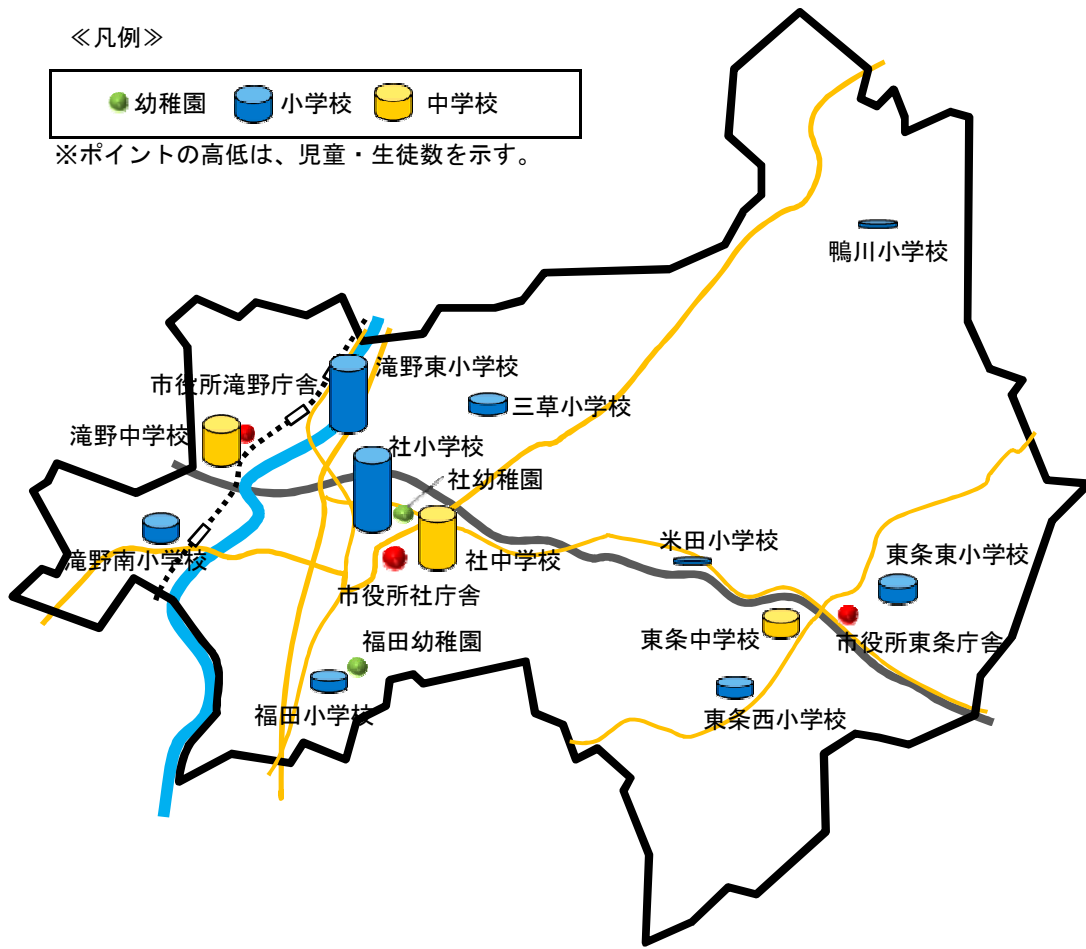 ≪凡例≫
幼稚園 小学校 中学校
※ポイントの高低は、児童・生徒数を示す。
鴨川小学校
滝野東小学校
市役所滝野庁舎
三草小学校
滝野中学校
社小学校
社幼稚園
米田小学校
滝野南小学校
社中学校
東条東小学校
市役所社庁舎
東条中学校
市役所東条庁舎
福田幼稚園
福田小学校
東条西小学校